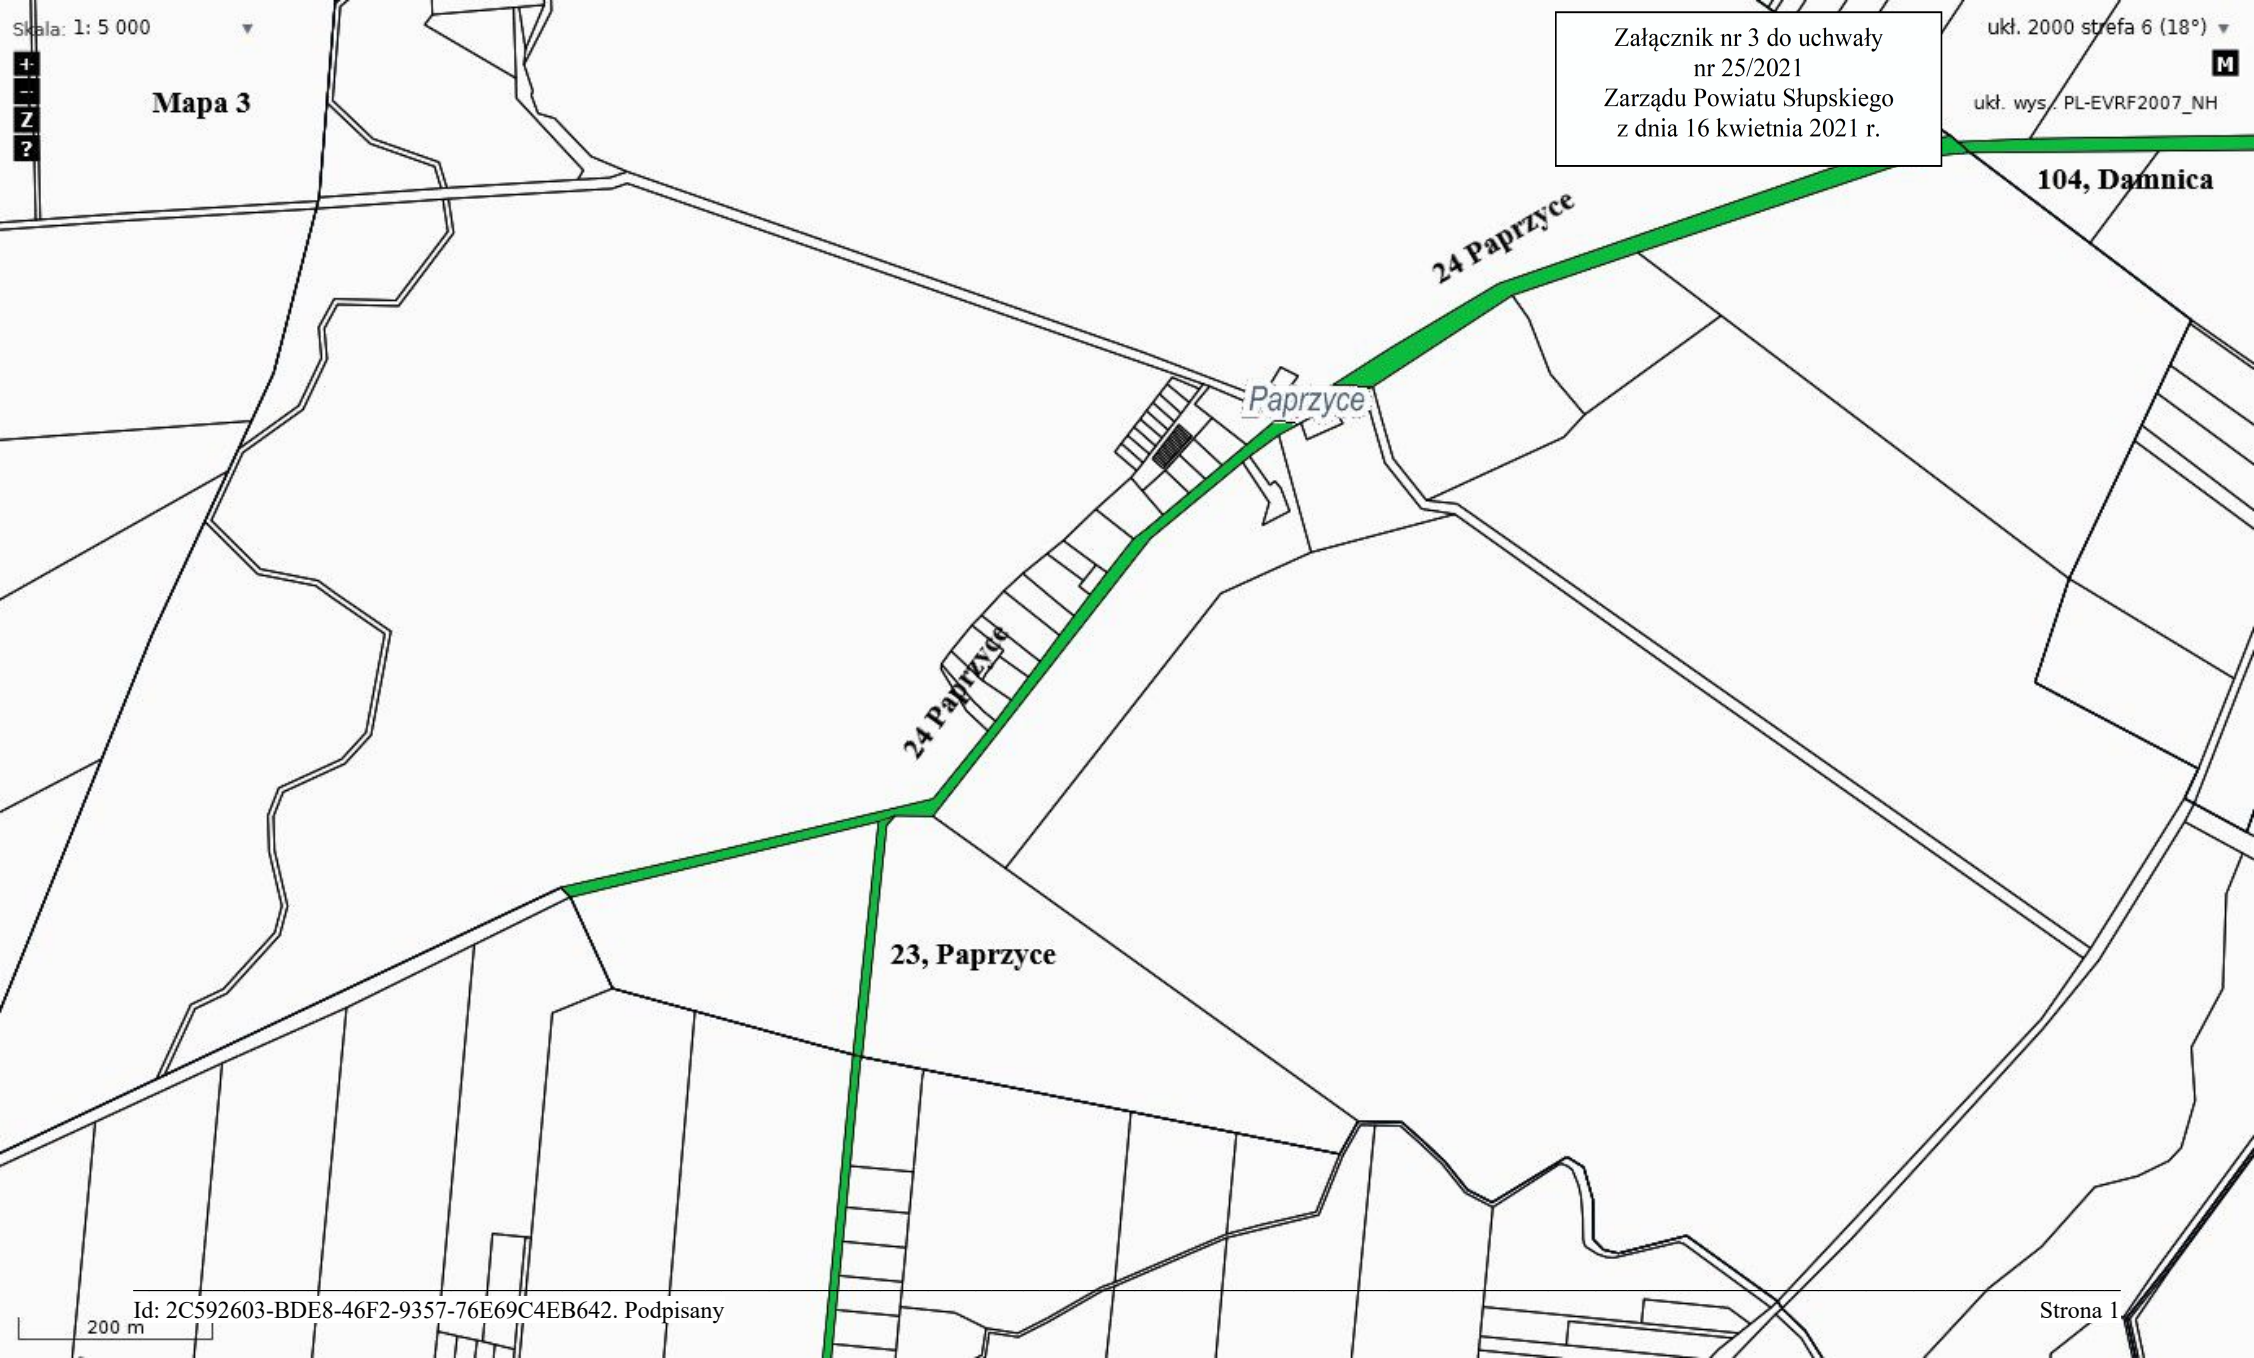 Skala: 1: 5 000
Mapa 3
+
-
Z
?
Załącznik nr 3 do uchwały
nr 25/2021
Zarządu Powiatu Słupskiego
z dnia 16 kwietnia 2021 r.
ukł. 2000 strefa 6 (18°)
M
ukł. wys.: PL-EVRF2007_NH
104, Damnica
24 Paprzyce
Paprzyce
24 Paprzyce
23, Paprzyce
Id: 2C592603-BDE8-46F2-9357-76E69C4EB642. Podpisany
Strona 1
200 m